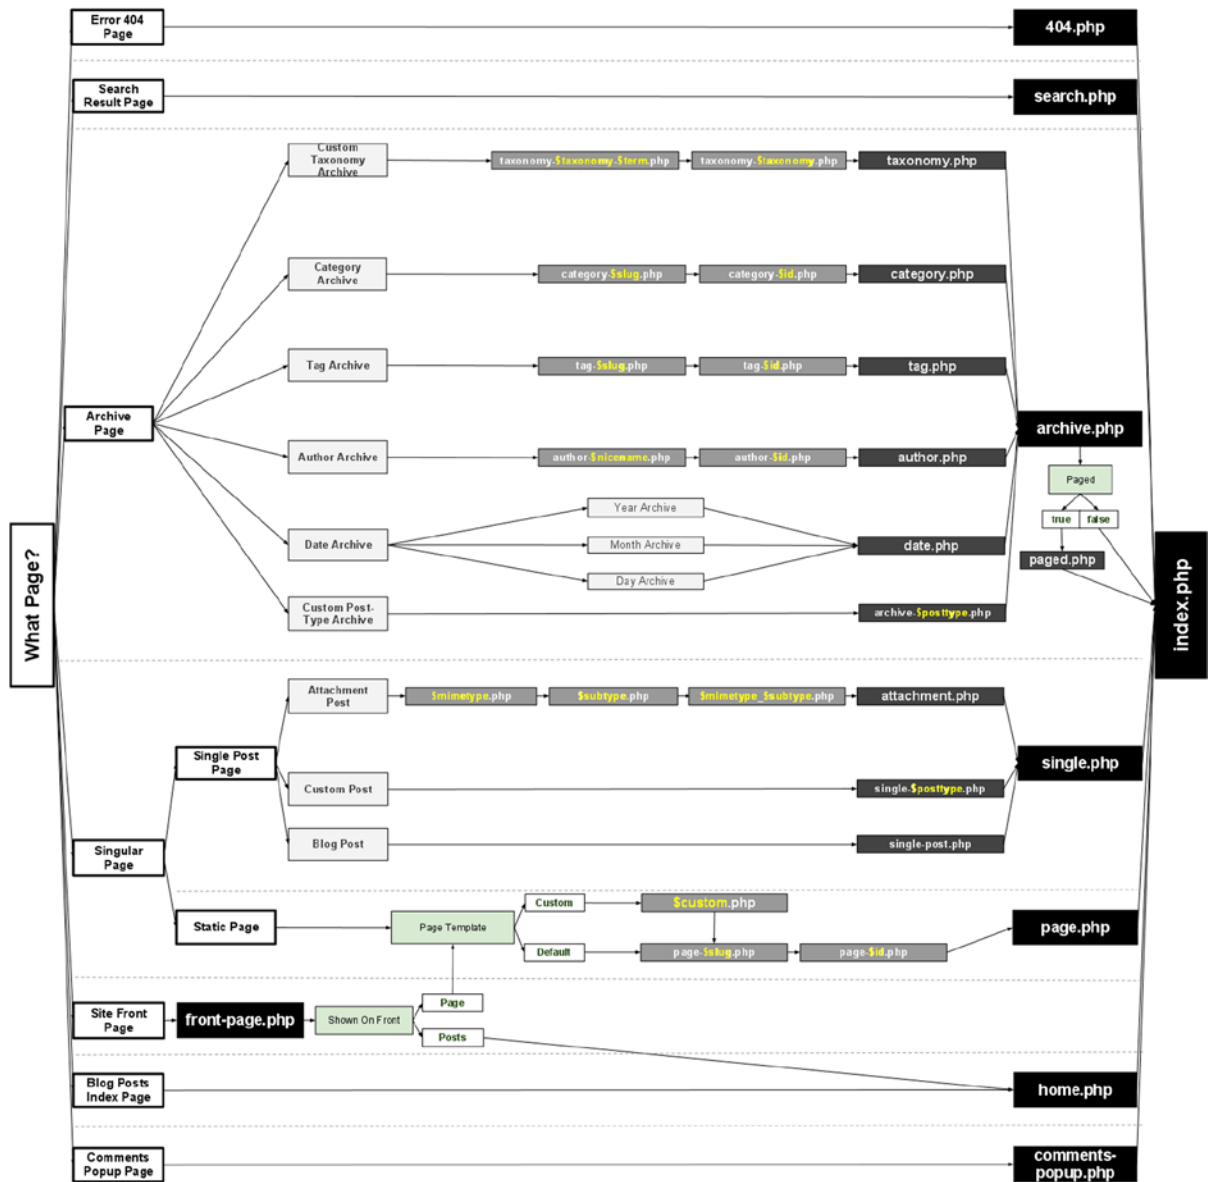 Error 404
Page
404.php
Search
Result Page
search.php
Custom
Taxonomy
Archive
taxonomy-$taxonomy-$term.php
taxonomy-$taxonomy.php
taxonomy.php
Category
Archive
category-$slug.php
category-$id.php
category.php
Tag Archive
tag-$slug.php
tag-$id.php
tag.php
Archive
Page
archive.php
Author Archive
author-$nicename.php
author-$id.php
author.php
Paged
true
false
paged.php
Year Archive
Date Archive
Month Archive
date.php
Day Archive
Custom Post-
Type Archive
archive-$posttype.php
What Page?
index.php
Attachment
Post
$mimetype.php
$subtype.php
$mimetype_$subtype.php
attachment.php
Single Post
Page
single.php
Custom Post
single-$posttype.php
Blog Post
single-post.php
Singular
Page
Static Page
Page Template
Custom
$custom.php
Default
page-$slug.php
page-$id.php
page.php
Site Front
Page
front-page.php
Shown On Front
Page
Posts
Blog Posts
Index Page
home.php
Comments
Popup Page
comments-
popup.php